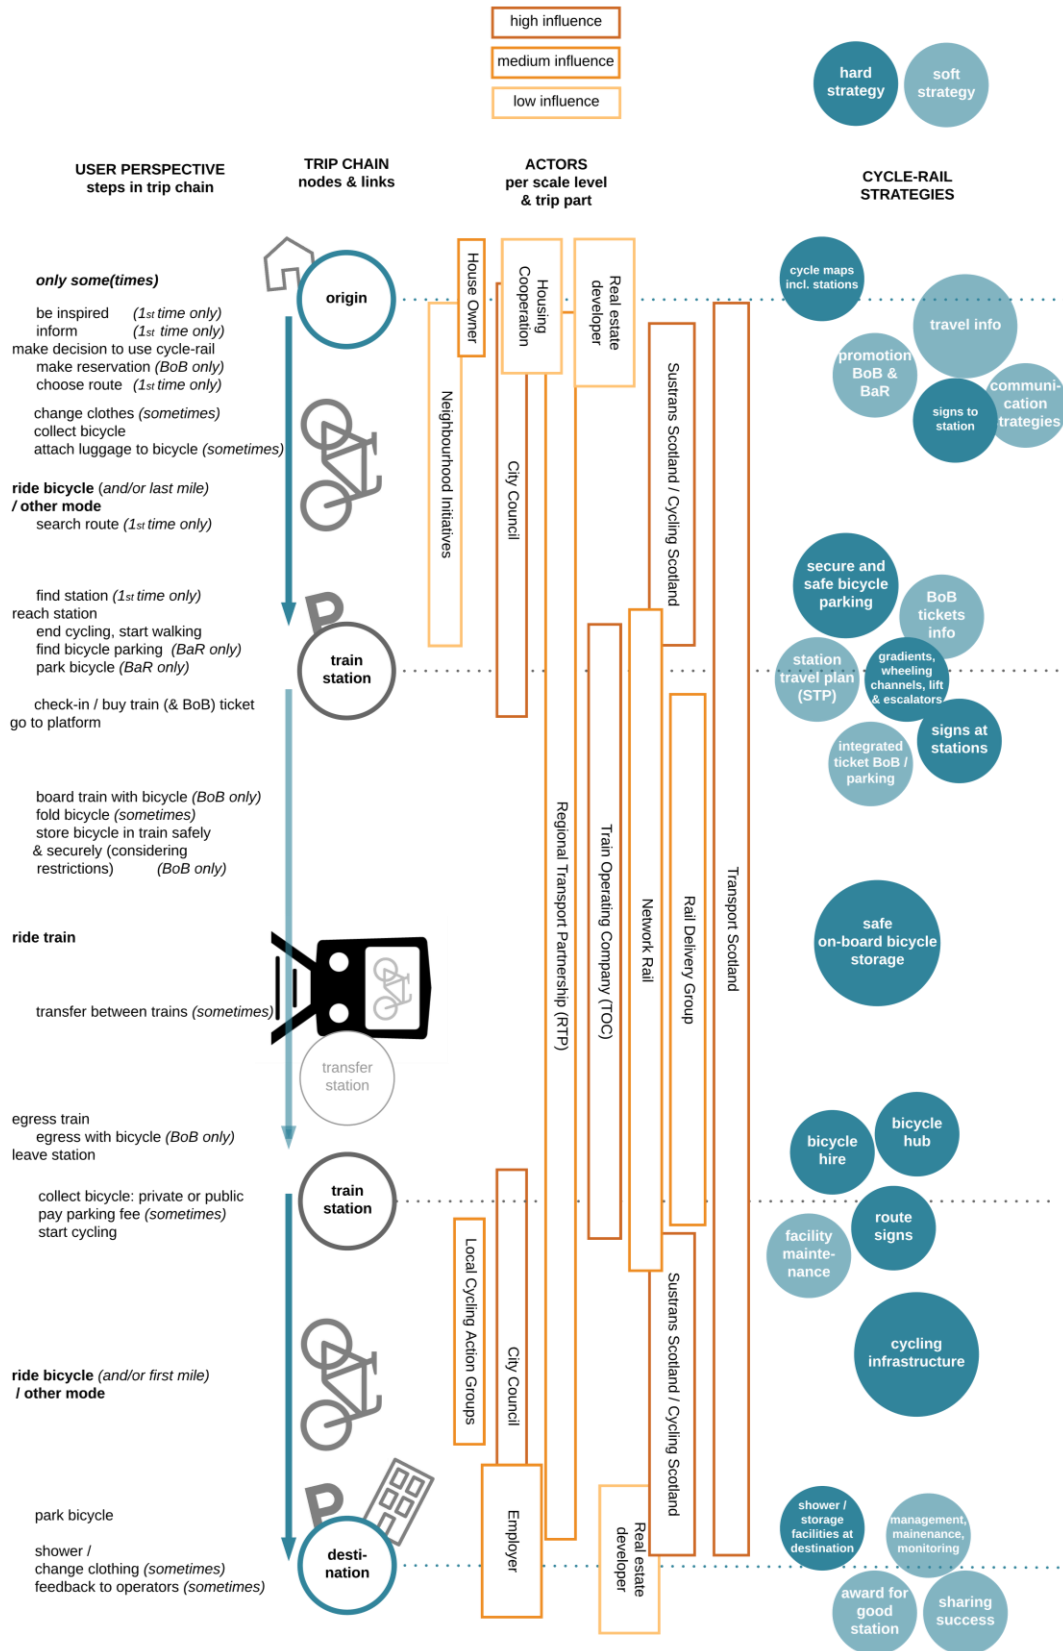 high influence
medium influence
low influence
hard
strategy
soft
strategy
USER PERSPECTIVE
steps in trip chain
TRIP CHAIN
nodes & links
ACTORS
per scale level
& trip part
CYCLE-RAIL
STRATEGIES
only some(times)
be inspired (1st time only)
inform (1st time only)
make decision to use cycle-rail
make reservation (BoB only)
choose route (1st time only)
change clothes (sometimes)
collect bicycle
attach luggage to bicycle (sometimes)
ride bicycle (and/or last mile)
/ other mode
search route (1st time only)
find station (1st time only)
reach station
end cycling, start walking
find bicycle parking (BaR only)
park bicycle (BaR only)
check-in / buy train (& BoB) ticket
go to platform
board train with bicycle (BoB only)
fold bicycle (sometimes)
store bicycle in train safely
& securely (considering
restrictions) (BoB only)
ride train
transfer between trains (sometimes)
egress train
egress with bicycle (BoB only)
leave station
collect bicycle: private or public
pay parking fee (sometimes)
start cycling
ride bicycle (and/or first mile)
/ other mode
park bicycle
shower /
change clothing (sometimes)
feedback to operators (sometimes)
origin
P
train
station
transfer
station
train
station
P
desti-
nation
House Owner
Housing
Cooperation
Real estate
developer
Neighbourhood Initiatives
City Council
Sustrans Scotland / Cycling Scotland
Regional Transport Partnership (RTP)
Train Operating Company (TOC)
Network Rail
Rail Delivery Group
Transport Scotland
Local Cycling Action Groups
City Council
Sustrans Scotland / Cycling Scotland
Employer
Real estate
developer
cycle maps
incl. stations
travel info
promotion
BoB &
BaR
signs to
station
communi-
cation
strategies
secure and
safe bicycle
parking
BoB
tickets
info
station
travel plan
(STP)
gradients,
wheeling
channels, lift
& escalators
signs at
stations
integrated
ticket BoB /
parking
safe
on-board bicycle
storage
bicycle
hire
bicycle
hub
route
signs
facility
mainte-
nance
cycling
infrastructure
shower /
storage
facilities at
destination
management,
mainenance,
monitoring
award for
good
station
sharing
success